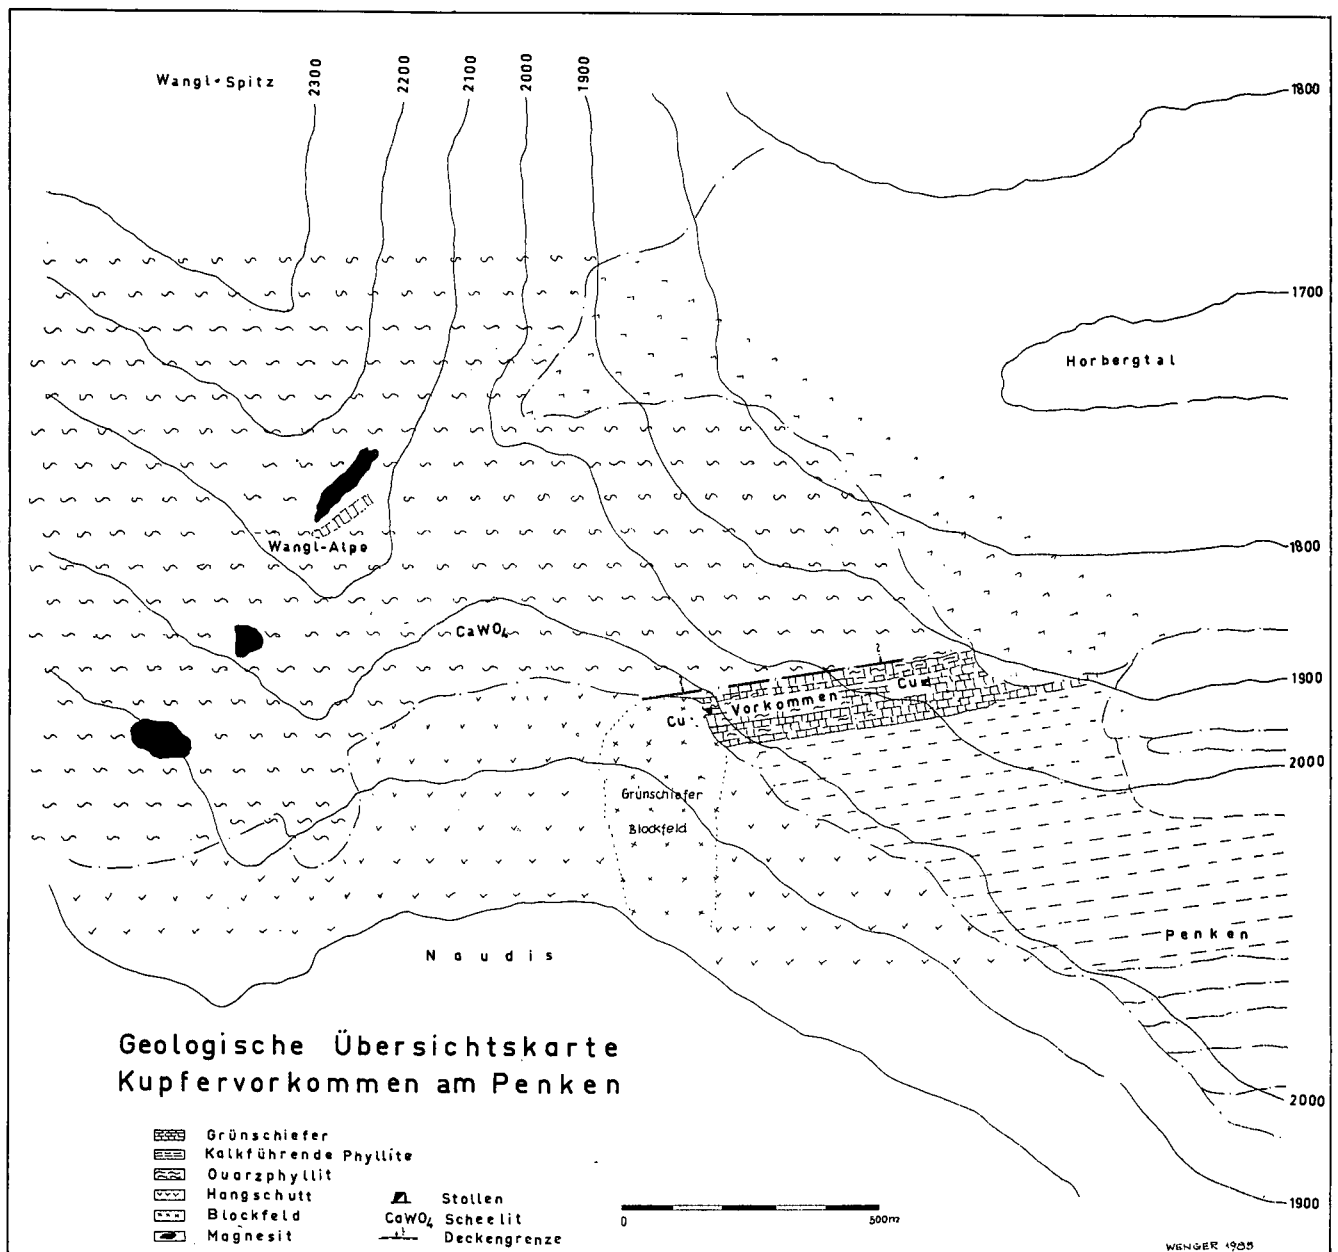 Wangl-Spitz
2300
2200
2100
2000
1900
1800
1700
Horbergtal
Wangl-Alpe
1800
CaWO4
Cu
Vorkommen
Cu
1900
2000
Grünschiefer
Blockfeld
Penken
Naudis
Geologische Übersichtskarte
Kupfervorkommen am Penken
2000
1900
Grünschiefer
Kalkführende Phyllite
Quarzphyllit
Hangschutt
Blockfeld
Magnesit
Stollen
CaWO4 Scheelit
Deckengrenze
0 500m
WENGER 1985